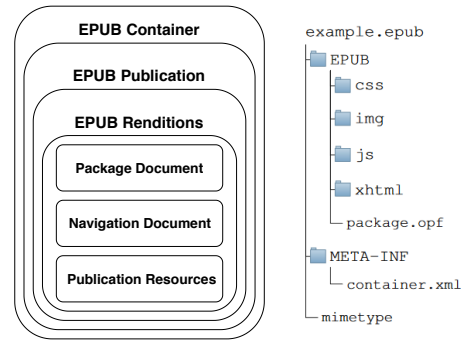 EPUB Container
EPUB Publication
EPUB Renditions
Package Document
Navigation Document
Publication Resources
example.epub
EPUB
css
img
js
xhtml
package.opf
META-INF
container.xml
mimetype